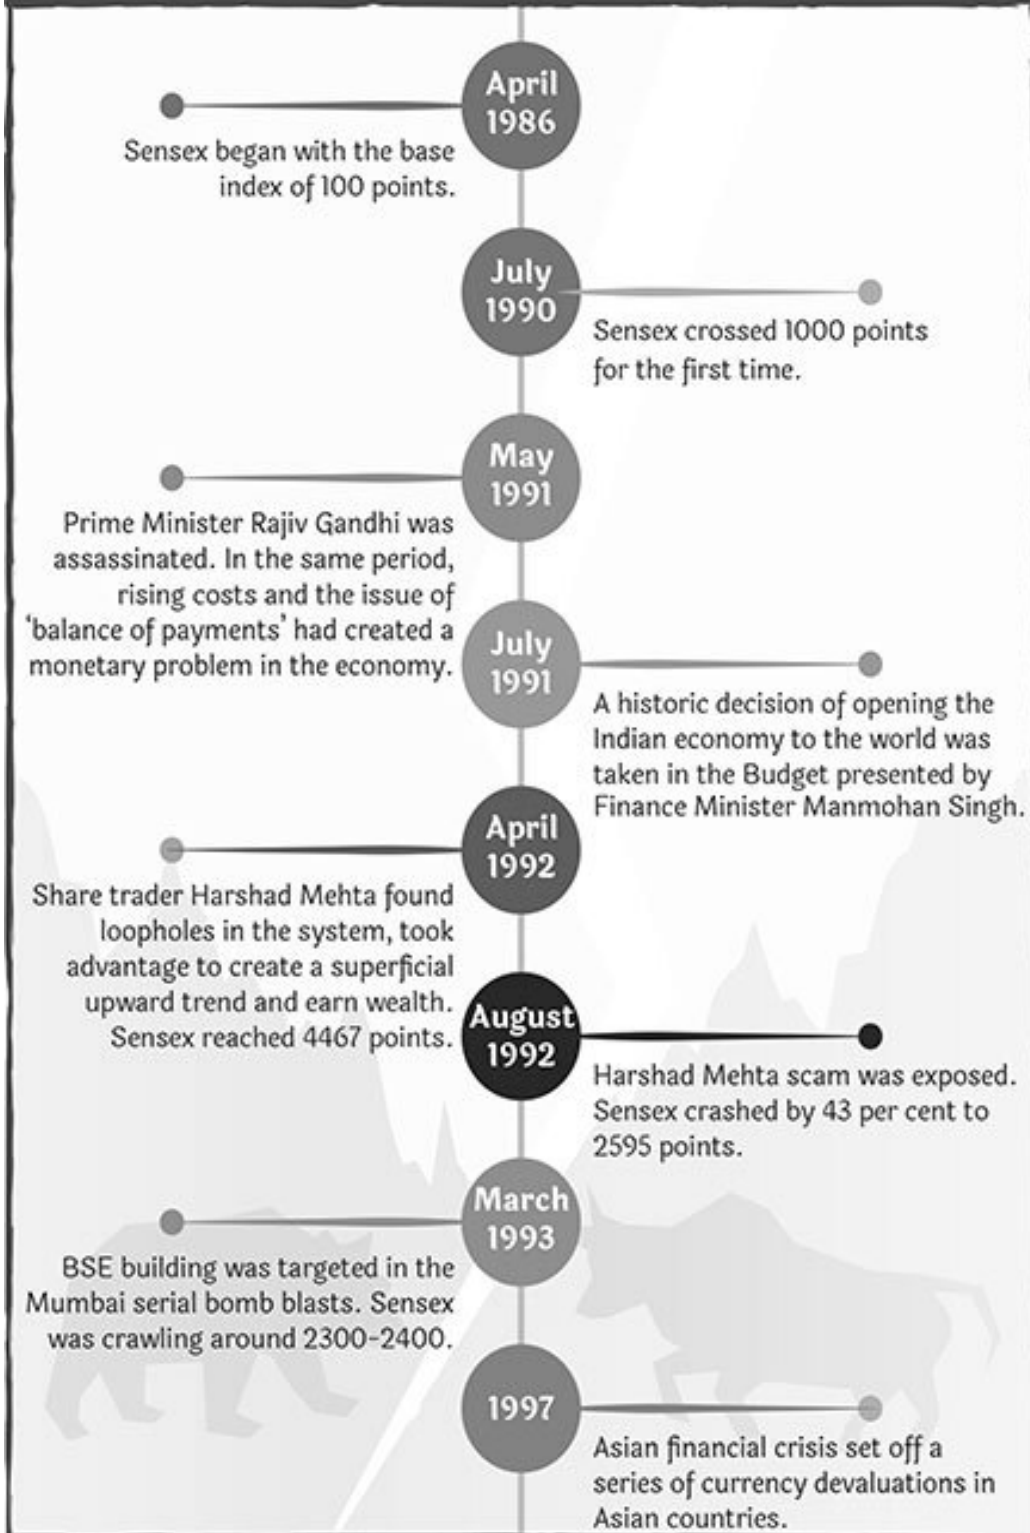 April
1986
Sensex began with the base
index of 100 points.
July
1990
Sensex crossed 1000 points
for the first time.
May
1991
Prime Minister Rajiv Gandhi was
assassinated. In the same period,
rising costs and the issue of
‘balance of payments’ had created a
monetary problem in the economy.
July
1991
A historic decision of opening the
Indian economy to the world was
taken in the Budget presented by
Finance Minister Manmohan Singh.
April
1992
Share trader Harshad Mehta found
loopholes in the system, took
advantage to create a superficial
upward trend and earn wealth.
Sensex reached 4467 points.
August
1992
Harshad Mehta scam was exposed.
Sensex crashed by 43 per cent to
2595 points.
March
1993
BSE building was targeted in the
Mumbai serial bomb blasts. Sensex
was crawling around 2300-2400.
1997
Asian financial crisis set off a
series of currency devaluations in
Asian countries.